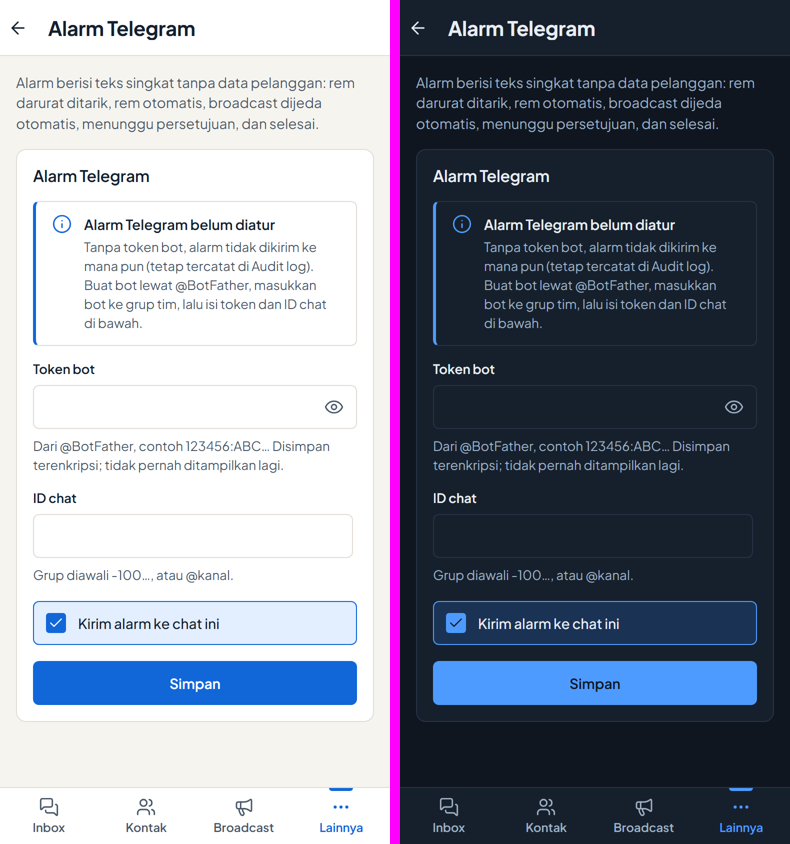 Alarm Telegram
Alarm berisi teks singkat tanpa data pelanggan: rem
darurat ditarik, rem otomatis, broadcast dijeda
otomatis, menunggu persetujuan, dan selesai.
Alarm Telegram
Alarm Telegram belum diatur
Tanpa token bot, alarm tidak dikirim ke
mana pun (tetap tercatat di Audit log).
Buat bot lewat @BotFather, masukkan
bot ke grup tim, lalu isi token dan ID chat
di bawah.
Token bot
Dari @BotFather, contoh 123456:ABC… Disimpan
terenkripsi; tidak pernah ditampilkan lagi.
ID chat
Grup diawali -100…, atau @kanal.
Kirim alarm ke chat ini
Simpan
Inbox
Kontak
Broadcast
Lainnya
Alarm Telegram
Alarm berisi teks singkat tanpa data pelanggan: rem
darurat ditarik, rem otomatis, broadcast dijeda
otomatis, menunggu persetujuan, dan selesai.
Alarm Telegram
Alarm Telegram belum diatur
Tanpa token bot, alarm tidak dikirim ke
mana pun (tetap tercatat di Audit log).
Buat bot lewat @BotFather, masukkan
bot ke grup tim, lalu isi token dan ID chat
di bawah.
Token bot
Dari @BotFather, contoh 123456:ABC… Disimpan
terenkripsi; tidak pernah ditampilkan lagi.
ID chat
Grup diawali -100…, atau @kanal.
Kirim alarm ke chat ini
Simpan
Inbox
Kontak
Broadcast
Lainnya